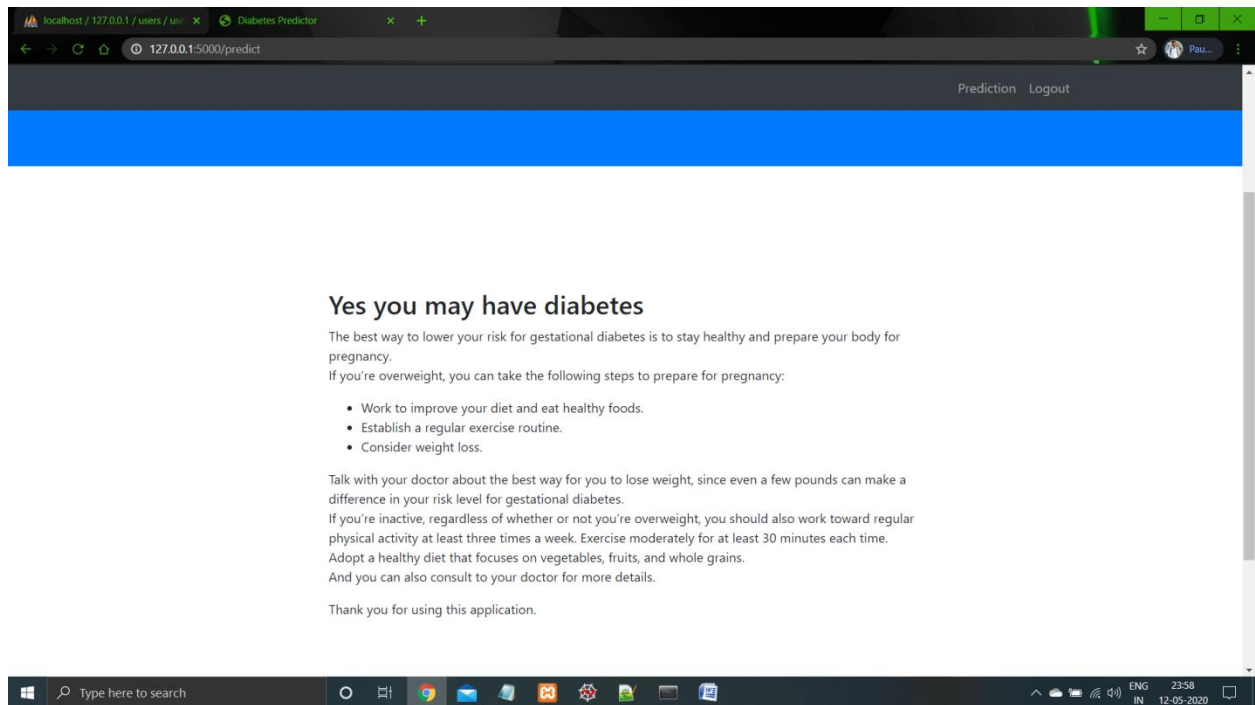 localhost / 127.0.0.1 / users / use
Diabetes Predictor
127.0.0.1:5000/predict
Pau...
Prediction Logout
Yes you may have diabetes
The best way to lower your risk for gestational diabetes is to stay healthy and prepare your body for
pregnancy.
If you're overweight, you can take the following steps to prepare for pregnancy:
• Work to improve your diet and eat healthy foods.
• Establish a regular exercise routine.
• Consider weight loss.
Talk with your doctor about the best way for you to lose weight, since even a few pounds can make a
difference in your risk level for gestational diabetes.
If you're inactive, regardless of whether or not you're overweight, you should also work toward regular
physical activity at least three times a week. Exercise moderately for at least 30 minutes each time.
Adopt a healthy diet that focuses on vegetables, fruits, and whole grains.
And you can also consult to your doctor for more details.
Thank you for using this application.
Type here to search
ENG 23:58
IN 12-05-2020